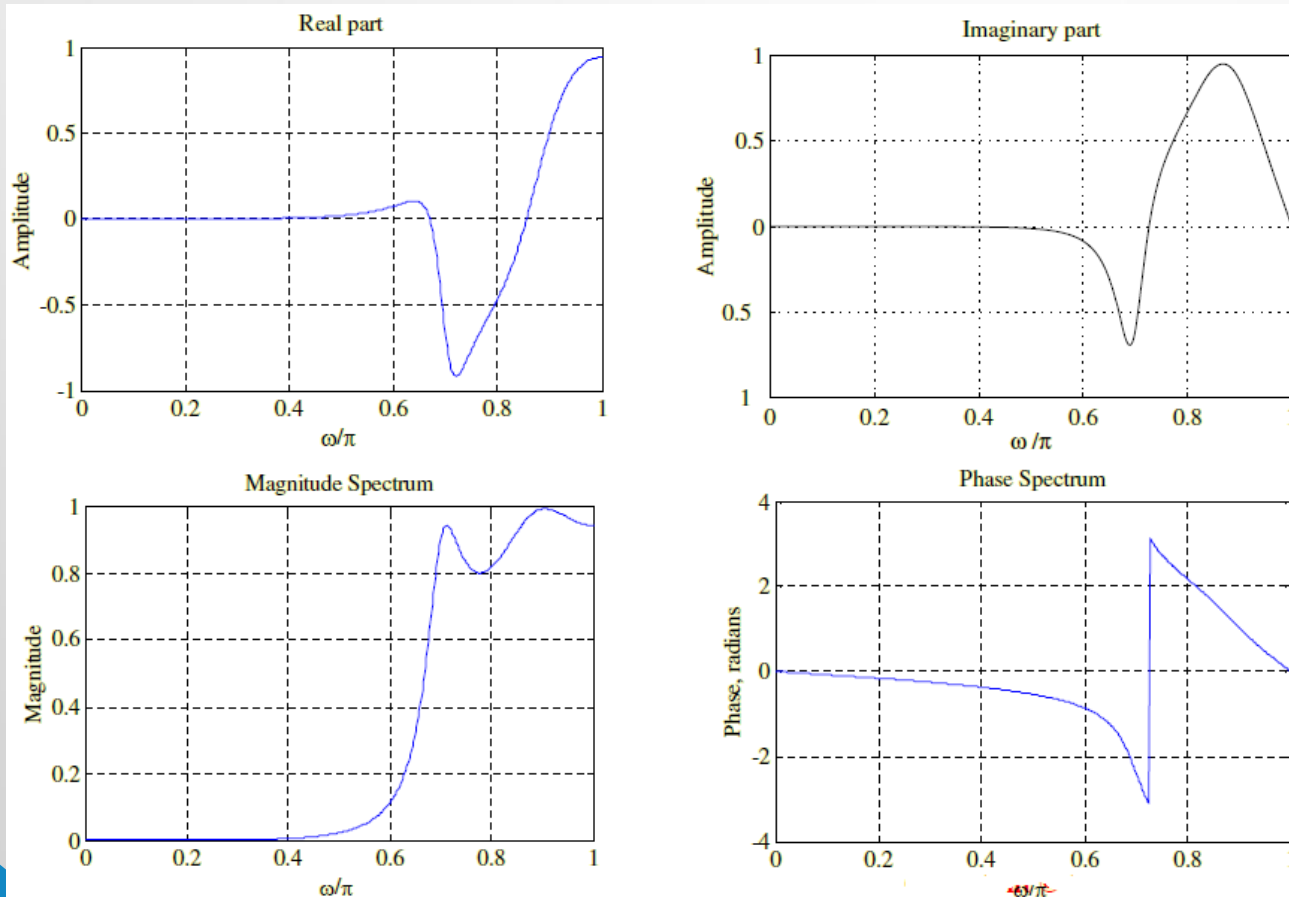 Real part
1
0.5
0
-0.5
-1
Amplitude
0 0.2 0.4 0.6 0.8 1
ω/π
Imaginary part
1
0.5
0
0.5
1
Amplitude
0 0.2 0.4 0.6 0.8
ω /π
Magnitude Spectrum
1
0.8
0.6
0.4
0.2
0
Magnitude
0 0.2 0.4 0.6 0.8 1
ω/π
Phase Spectrum
4
2
0
-2
-4
Phase, radians
0 0.2 0.4 0.6 0.8
ω/π